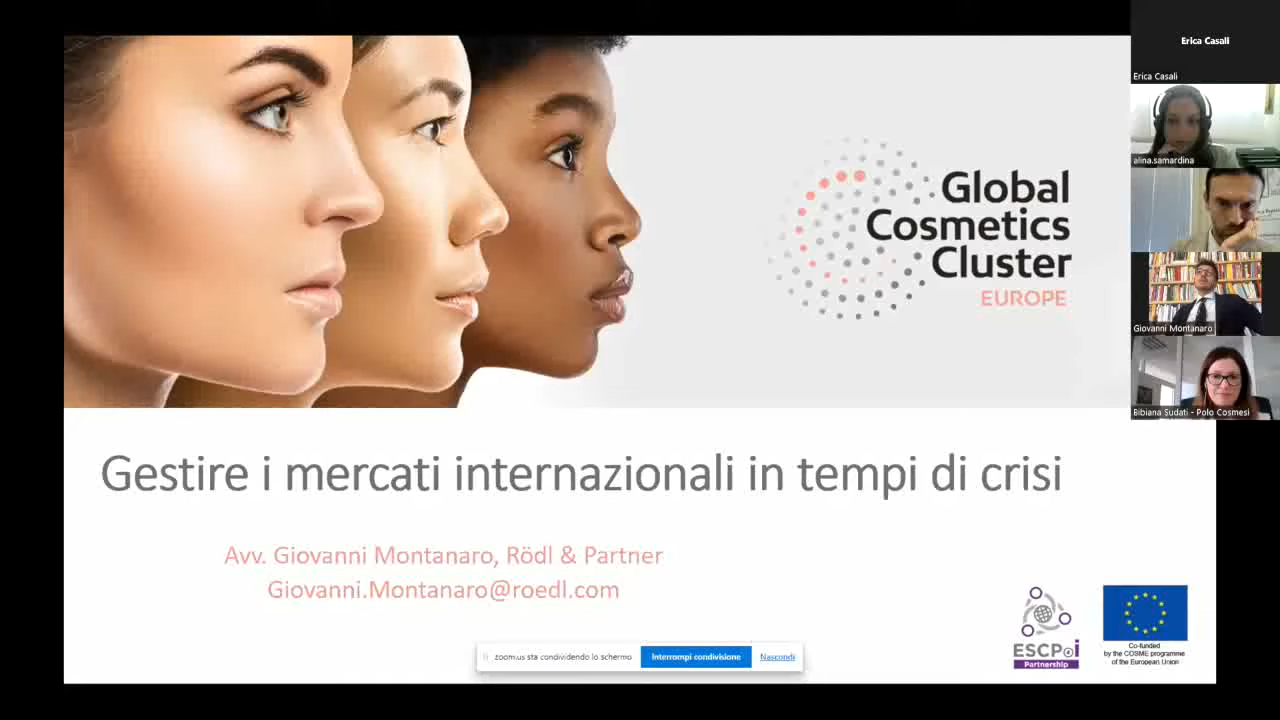 Global
Cosmetics
Cluster
EUROPE
Gestire i mercati internazionali in tempi di crisi
Avv. Giovanni Montanaro, Rödl & Partner
Giovanni.Montanaro@roedl.com
ESCP4i
Partnership
Co-funded
by the COSME programme
of the European Union
zoom.us sta condividendo lo schermo
Interrompi condivisione
Nascondi
Erica Casali
Erica Casali
alina.samardina
Giovanni Montanaro
Bibiana Sudati - Polo Cosmesi